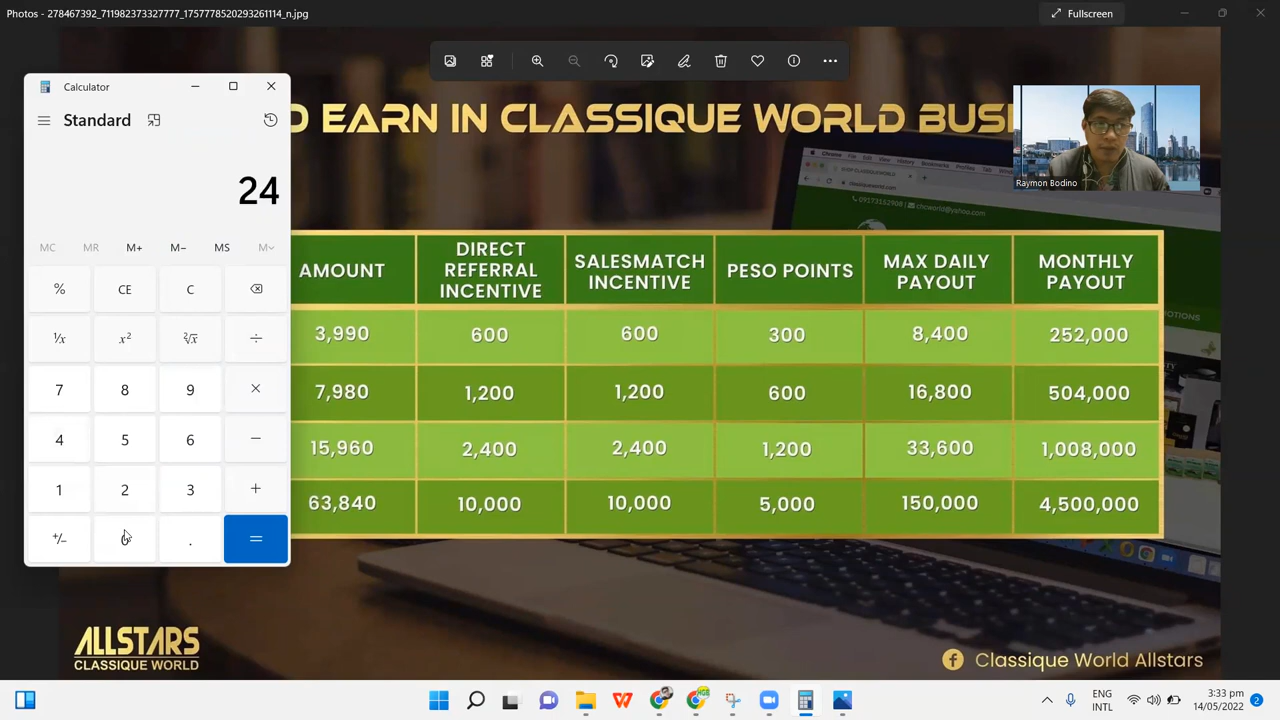 Photos - 278467392_711982373327777_1757778520293261114_n.jpg
Fullscreen
Calculator
Standard
24
MC MR M+ M− MS M
% CE C
¹/x x² ²√x ÷
7 8 9 ×
4 5 6 −
1 2 3 +
+/− 0 . =
D EARN IN CLASSIQUE WORLD BUSI
Raymon Bodino
AMOUNT DIRECT REFERRAL INCENTIVE SALESMATCH INCENTIVE PESO POINTS MAX DAILY PAYOUT MONTHLY PAYOUT
3,990 600 600 300 8,400 252,000
7,980 1,200 1,200 600 16,800 504,000
15,960 2,400 2,400 1,200 33,600 1,008,000
63,840 10,000 10,000 5,000 150,000 4,500,000
ALLSTARS
CLASSIQUE WORLD
Classique World Allstars
ENG
INTL
3:33 pm
14/05/2022
2